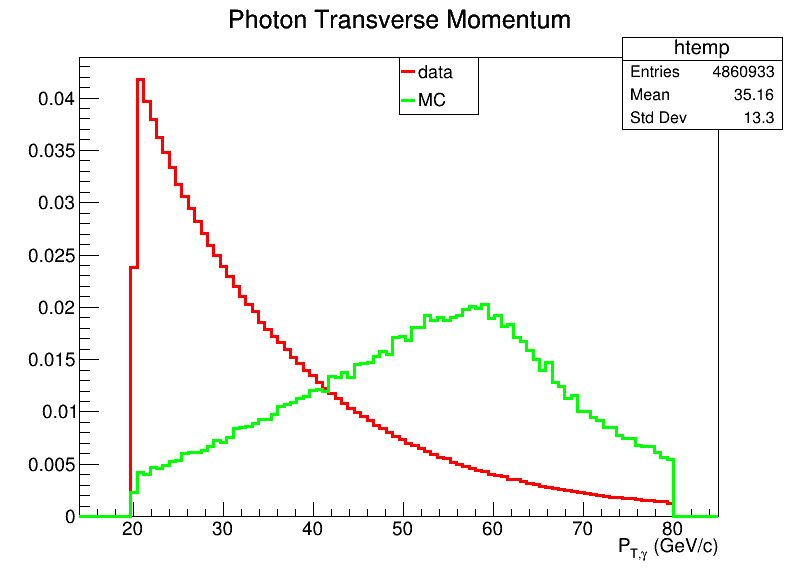 Photon Transverse Momentum
htemp
Entries 4860933
Mean 35.16
Std Dev 13.3
data
MC
0.04
0.035
0.03
0.025
0.02
0.015
0.01
0.005
0
20 30 40 50 60 70 80
P_T,γ (GeV/c)